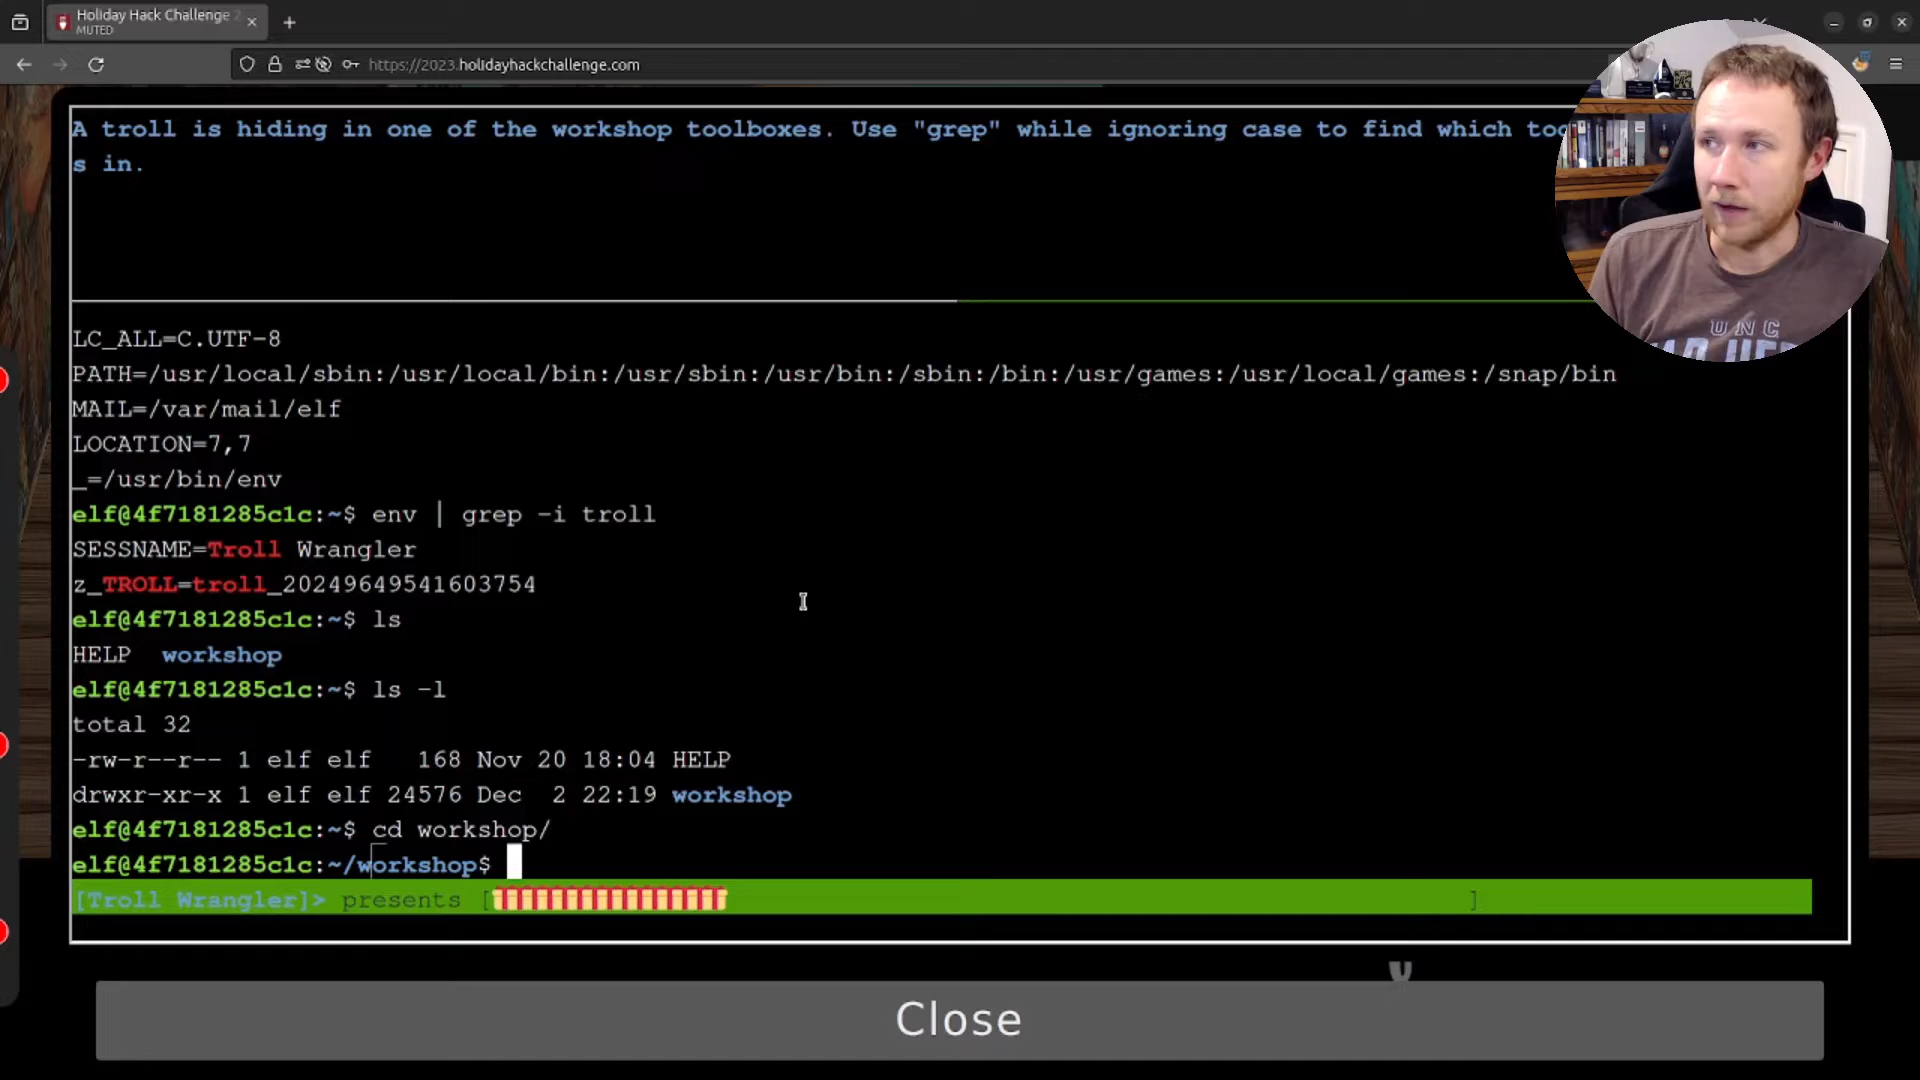 Holiday Hack Challenge 2
MUTED
https://2023.holidayhackchallenge.com
A troll is hiding in one of the workshop toolboxes. Use "grep" while ignoring case to find which
s in.
LC_ALL=C.UTF-8
PATH=/usr/local/sbin:/usr/local/bin:/usr/sbin:/usr/bin:/sbin:/bin:/usr/games:/usr/local/games:/snap/bin
MAIL=/var/mail/elf
LOCATION=7,7
_=/usr/bin/env
elf@4f7181285c1c:~$ env | grep -i troll
SESSNAME=Troll Wrangler
z_TROLL=troll_20249649541603754
elf@4f7181285c1c:~$ ls
HELP workshop
elf@4f7181285c1c:~$ ls -l
total 32
-rw-r--r-- 1 elf elf 168 Nov 20 18:04 HELP
drwxr-xr-x 1 elf elf 24576 Dec 2 22:19 workshop
elf@4f7181285c1c:~$ cd workshop/
elf@4f7181285c1c:~/workshop$
[Troll Wrangler]> presents [ ]
Close
UNC